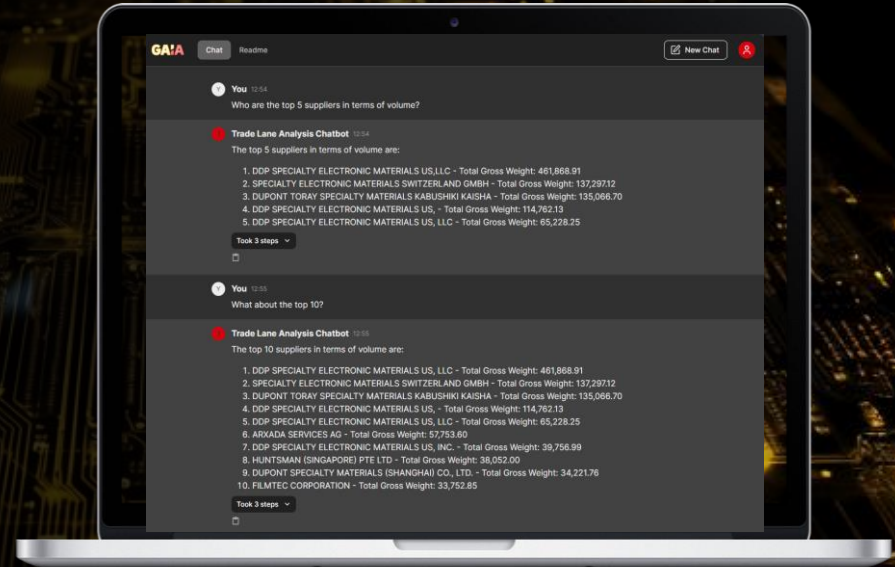 GAIA
Chat
Readme
New Chat
Y
You 12:54
Who are the top 5 suppliers in terms of volume?
Trade Lane Analysis Chatbot 12:54
The top 5 suppliers in terms of volume are:
1. DDP SPECIALTY ELECTRONIC MATERIALS US,LLC - Total Gross Weight: 461,868.91
2. SPECIALTY ELECTRONIC MATERIALS SWITZERLAND GMBH - Total Gross Weight: 137,297.12
3. DUPONT TORAY SPECIALTY MATERIALS KABUSHIKI KAISHA - Total Gross Weight: 135,066.70
4. DDP SPECIALTY ELECTRONIC MATERIALS US, - Total Gross Weight: 114,762.13
5. DDP SPECIALTY ELECTRONIC MATERIALS US, LLC - Total Gross Weight: 65,228.25
Took 3 steps
Y
You 12:55
What about the top 10?
Trade Lane Analysis Chatbot 12:55
The top 10 suppliers in terms of volume are:
1. DDP SPECIALTY ELECTRONIC MATERIALS US, LLC - Total Gross Weight: 461,868.91
2. SPECIALTY ELECTRONIC MATERIALS SWITZERLAND GMBH - Total Gross Weight: 137,297.12
3. DUPONT TORAY SPECIALTY MATERIALS KABUSHIKI KAISHA - Total Gross Weight: 135,066.70
4. DDP SPECIALTY ELECTRONIC MATERIALS US, - Total Gross Weight: 114,762.13
5. DDP SPECIALTY ELECTRONIC MATERIALS US, LLC - Total Gross Weight: 65,228.25
6. ARXADA SERVICES AG - Total Gross Weight: 57,753.60
7. DDP SPECIALTY ELECTRONIC MATERIALS US, INC. - Total Gross Weight: 39,756.99
8. HUNTSMAN (SINGAPORE) PTE LTD - Total Gross Weight: 38,052.00
9. DUPONT SPECIALTY MATERIALS (SHANGHAI) CO., LTD. - Total Gross Weight: 34,221.76
10. FILMTEC CORPORATION - Total Gross Weight: 33,752.85
Took 3 steps